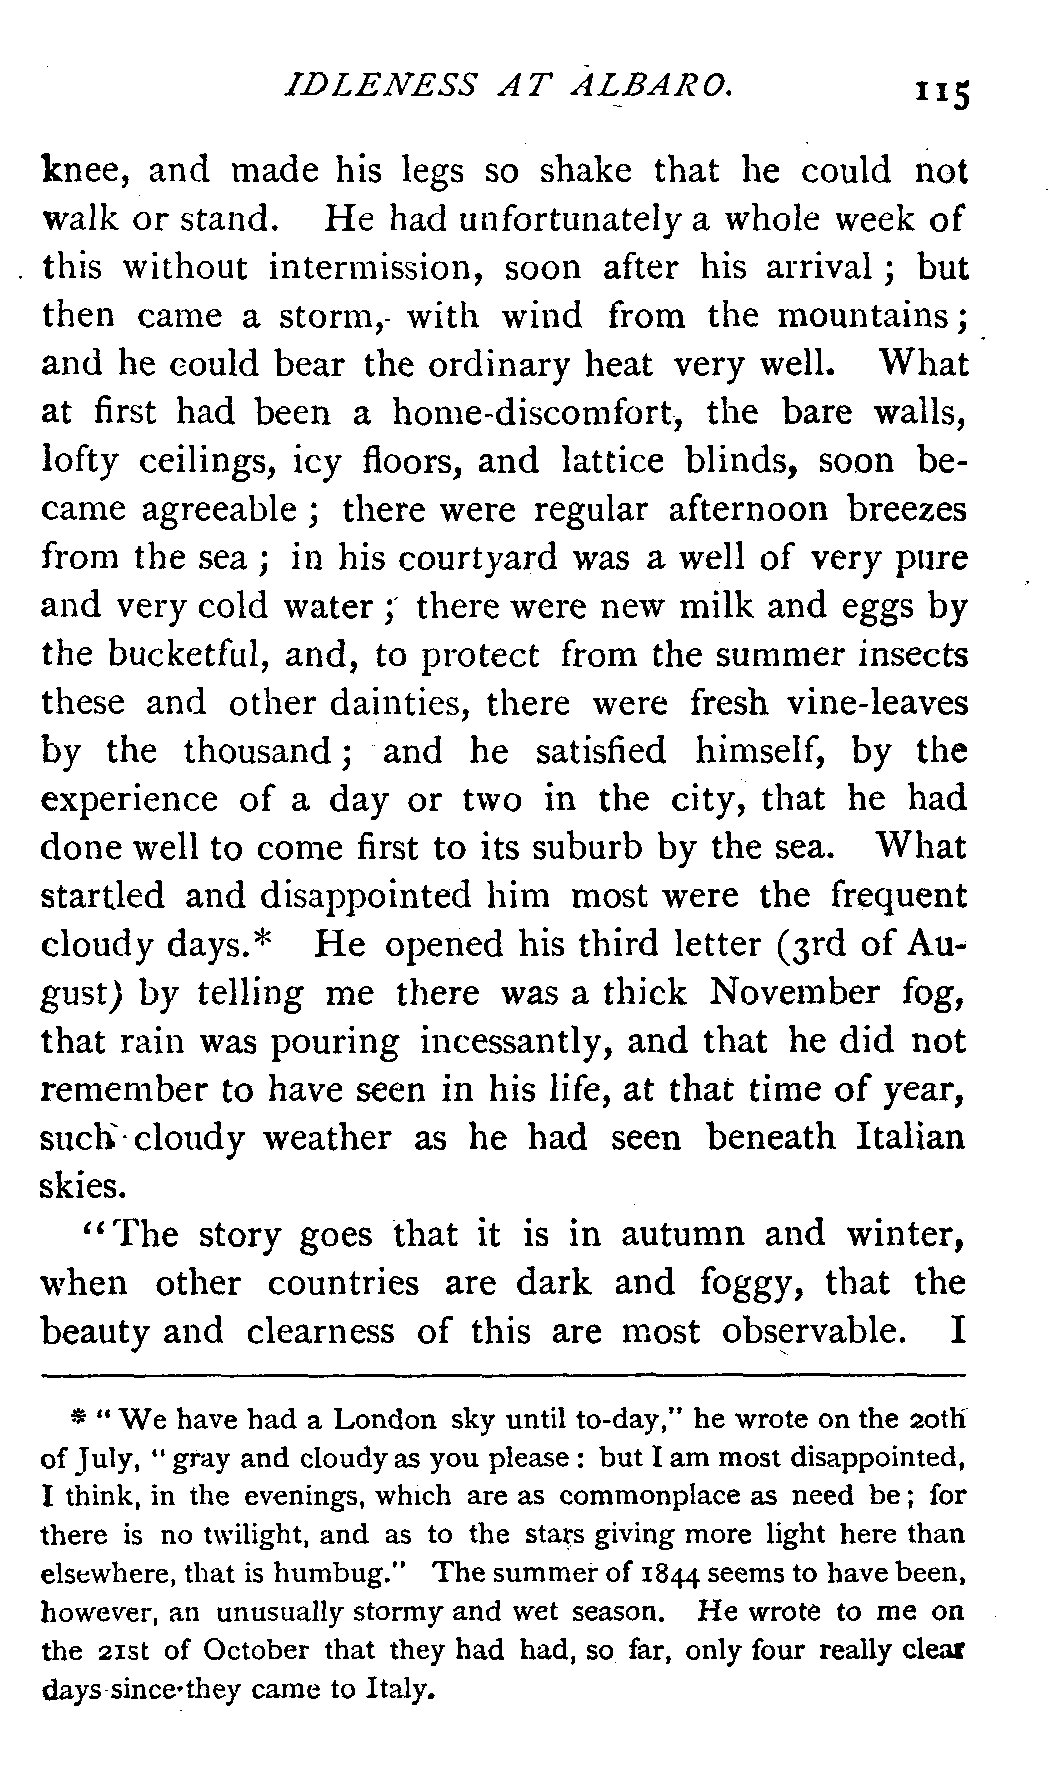 IDLENESS AT ALBARO. 115
knee, and made his legs so shake that he could not
walk or stand. He had unfortunately a whole week of
this without intermission, soon after his arrival ; but
then came a storm, with wind from the mountains ;
and he could bear the ordinary heat very well. What
at first had been a home-discomfort, the bare walls,
lofty ceilings, icy floors, and lattice blinds, soon be-
came agreeable ; there were regular afternoon breezes
from the sea ; in his courtyard was a well of very pure
and very cold water ; there were new milk and eggs by
the bucketful, and, to protect from the summer insects
these and other dainties, there were fresh vine-leaves
by the thousand ; and he satisfied himself, by the
experience of a day or two in the city, that he had
done well to come first to its suburb by the sea. What
startled and disappointed him most were the frequent
cloudy days.* He opened his third letter (3rd of Au-
gust) by telling me there was a thick November fog,
that rain was pouring incessantly, and that he did not
remember to have seen in his life, at that time of year,
such cloudy weather as he had seen beneath Italian
skies.
"The story goes that it is in autumn and winter,
when other countries are dark and foggy, that the
beauty and clearness of this are most observable. I
* "We have had a London sky until to-day," he wrote on the 20th
of July, "gray and cloudy as you please : but I am most disappointed,
I think, in the evenings, which are as commonplace as need be ; for
there is no twilight, and as to the stars giving more light here than
elsewhere, that is humbug." The summer of 1844 seems to have been,
however, an unusually stormy and wet season. He wrote to me on
the 21st of October that they had had, so far, only four really clear
days since they came to Italy.